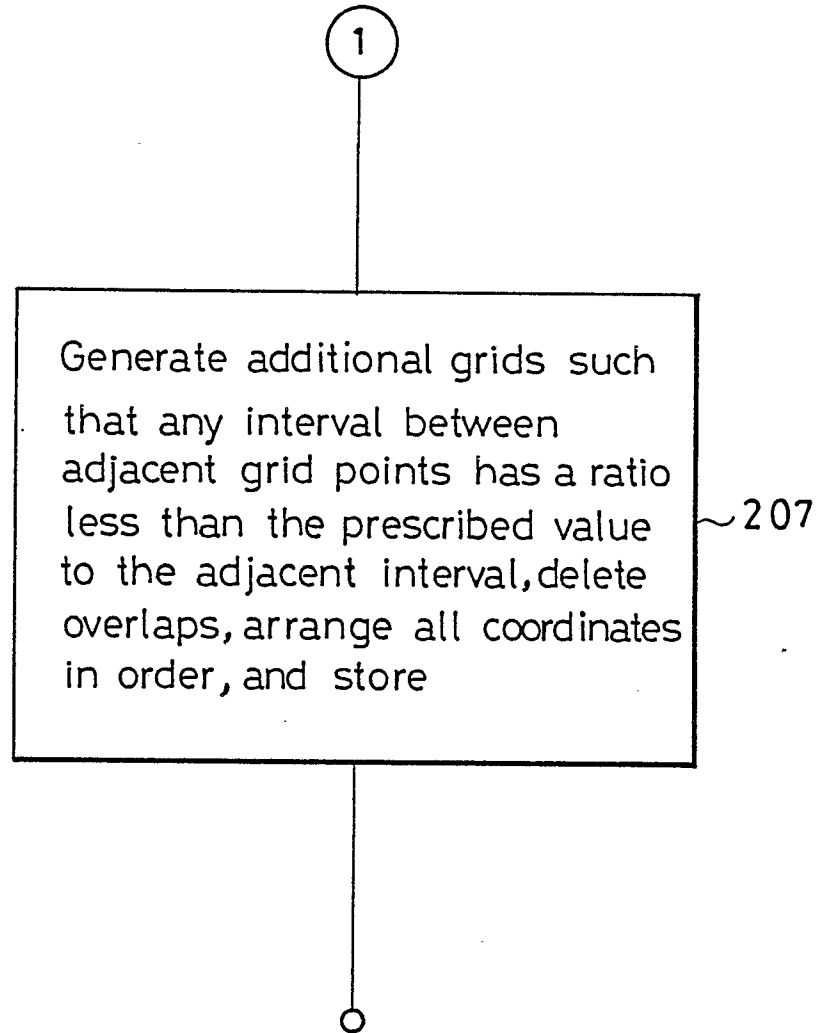 1
Generate additional grids such
that any interval between
adjacent grid points has a ratio
less than the prescribed value
to the adjacent interval, delete
overlaps, arrange all coordinates
in order, and store
207